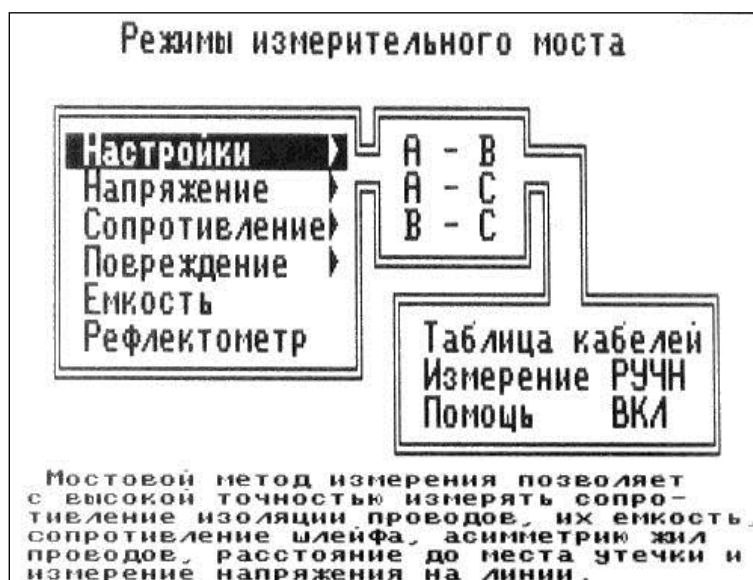 Режимы измерительного моста
Настройки
Напряжение
Сопротивление
Повреждение
Емкость
Рефлектометр
A - B
A - C
B - C
Таблица кабелей
Измерение РУЧН
Помощь ВКЛ
Мостовой метод измерения позволяет
с высокой точностью измерять сопро-
тивление изоляции проводов, их емкость,
сопротивление шлейфа, асимметрию жил
проводов, расстояние до места утечки и
измерение напряжения на линии.